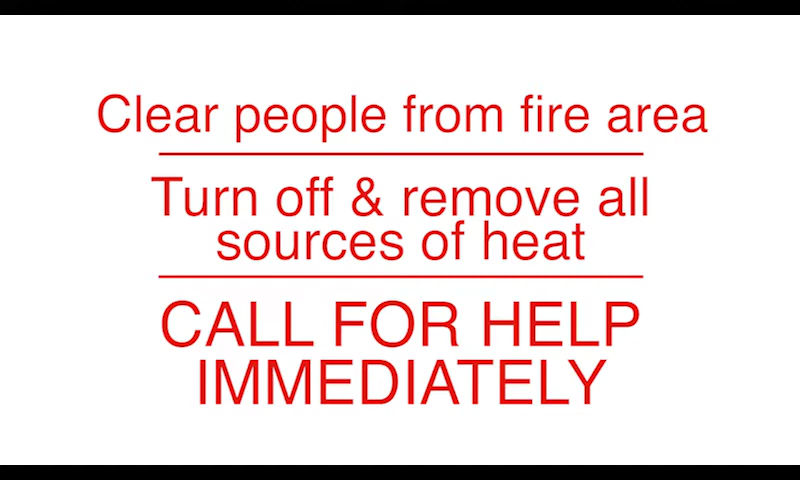 Clear people from fire area
Turn off & remove all
sources of heat
CALL FOR HELP
IMMEDIATELY